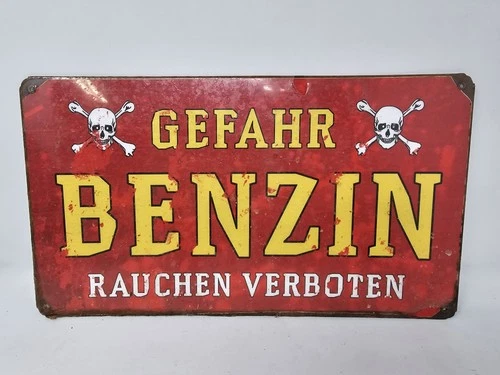 GEFAHR
BENZIN
RAUCHEN VERBOTEN